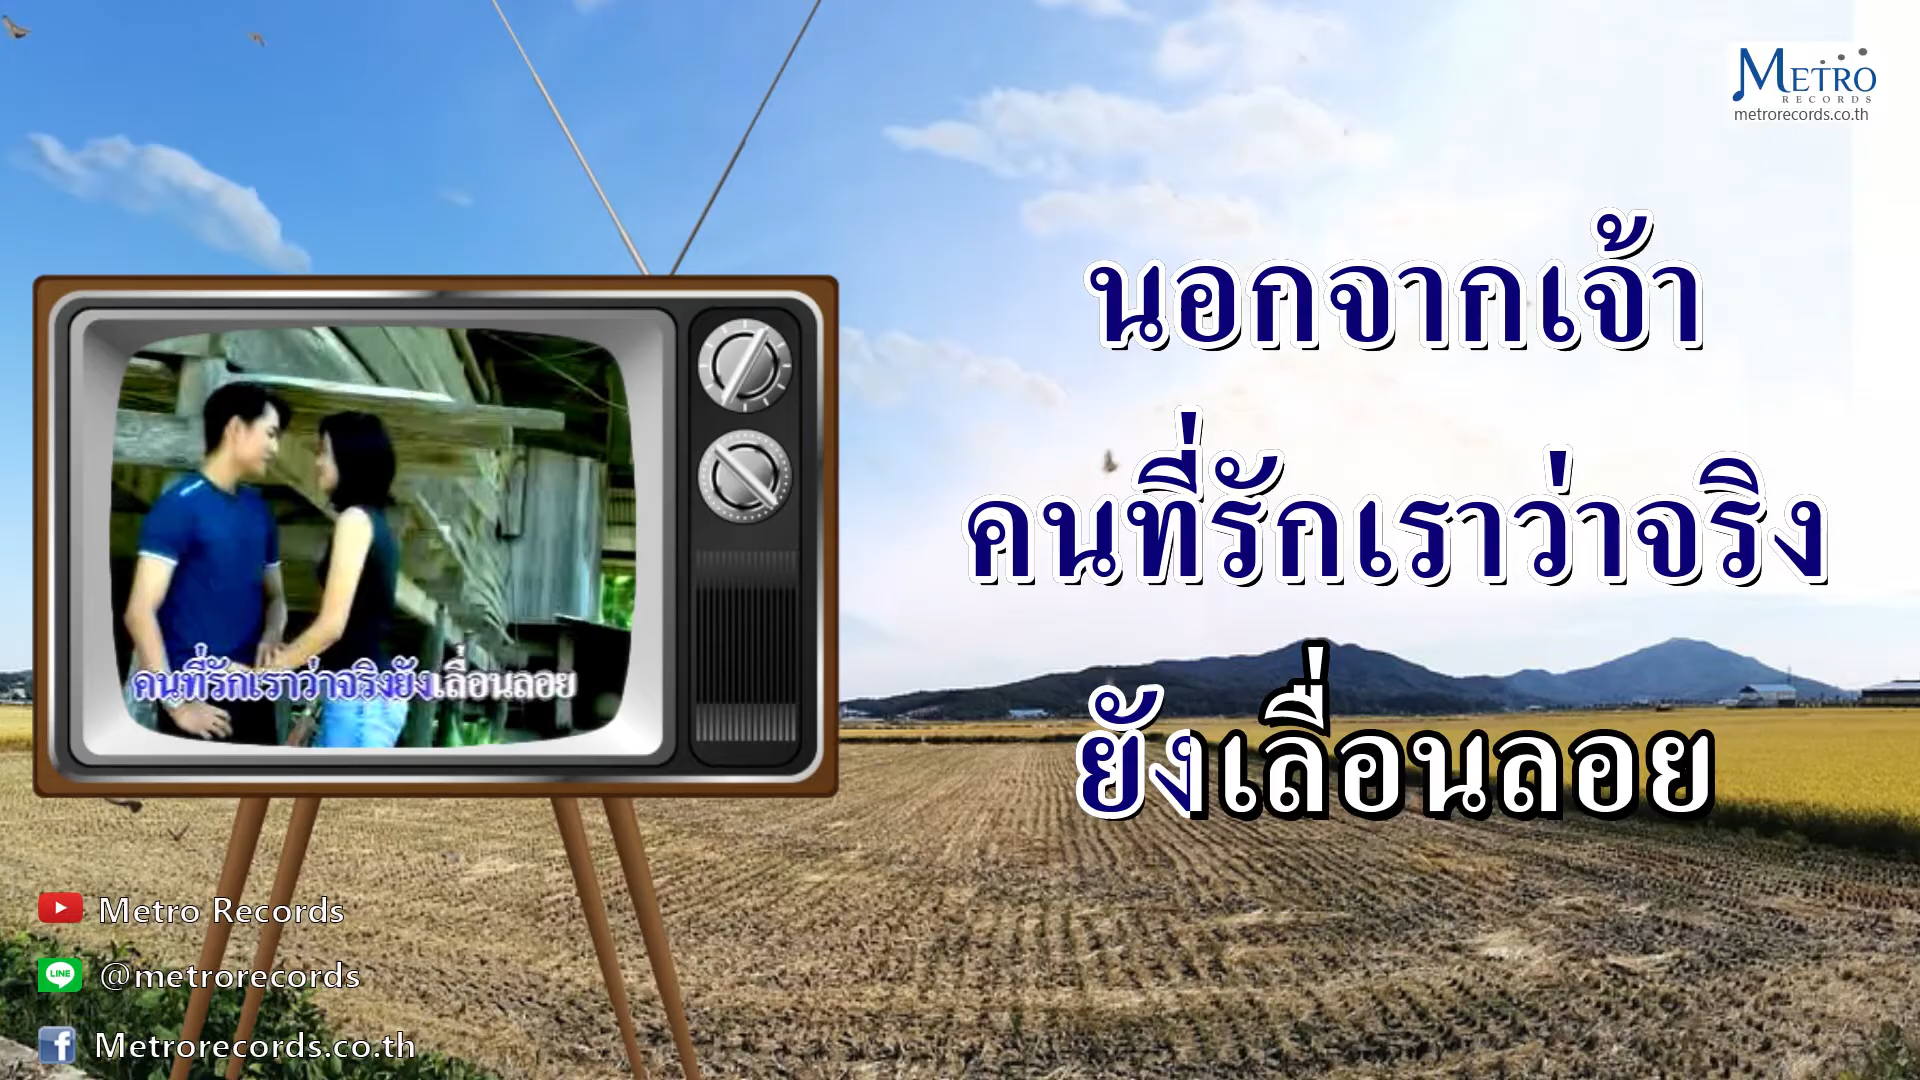 METRO
RECORDS
metrorecords.co.th
นอกจากเจ้า
คนที่รักเราว่าจริง
ยังเลื่อนลอย
คนที่รักเราว่าจริงยังเลื่อนลอย
Metro Records
LINE
@metrorecords
f
Metrorecords.co.th